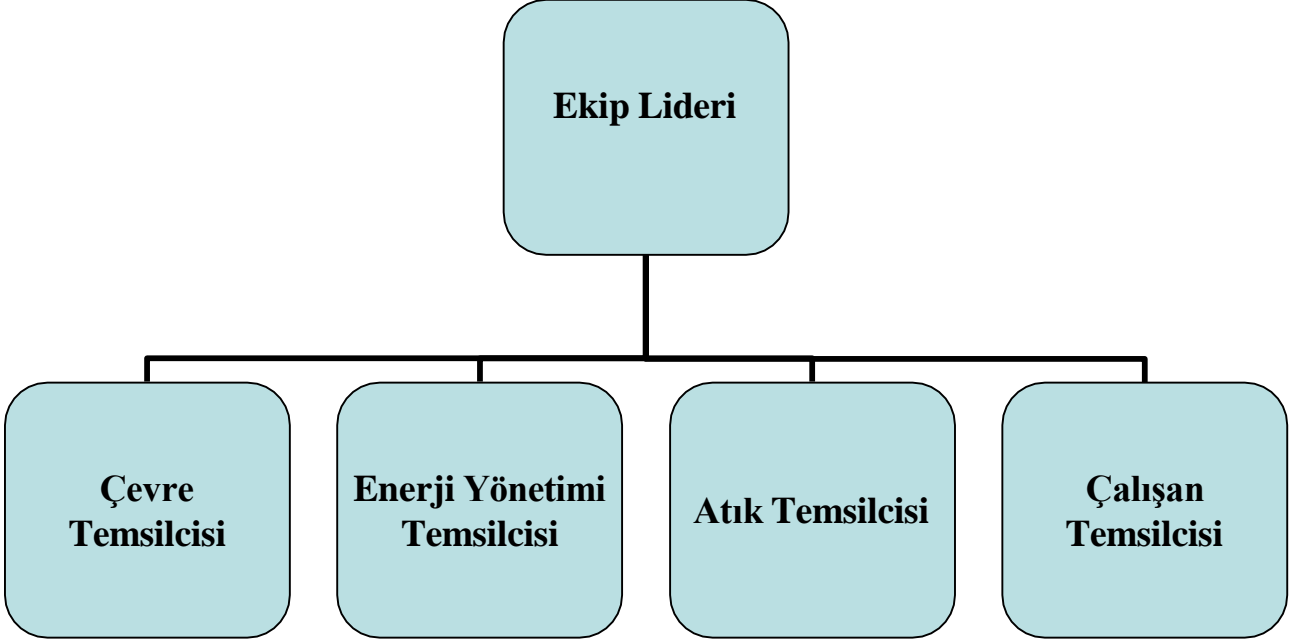 Ekip Lideri
Çevre
Temsilcisi
Enerji Yönetimi
Temsilcisi
Atık Temsilcisi
Çalışan
Temsilcisi